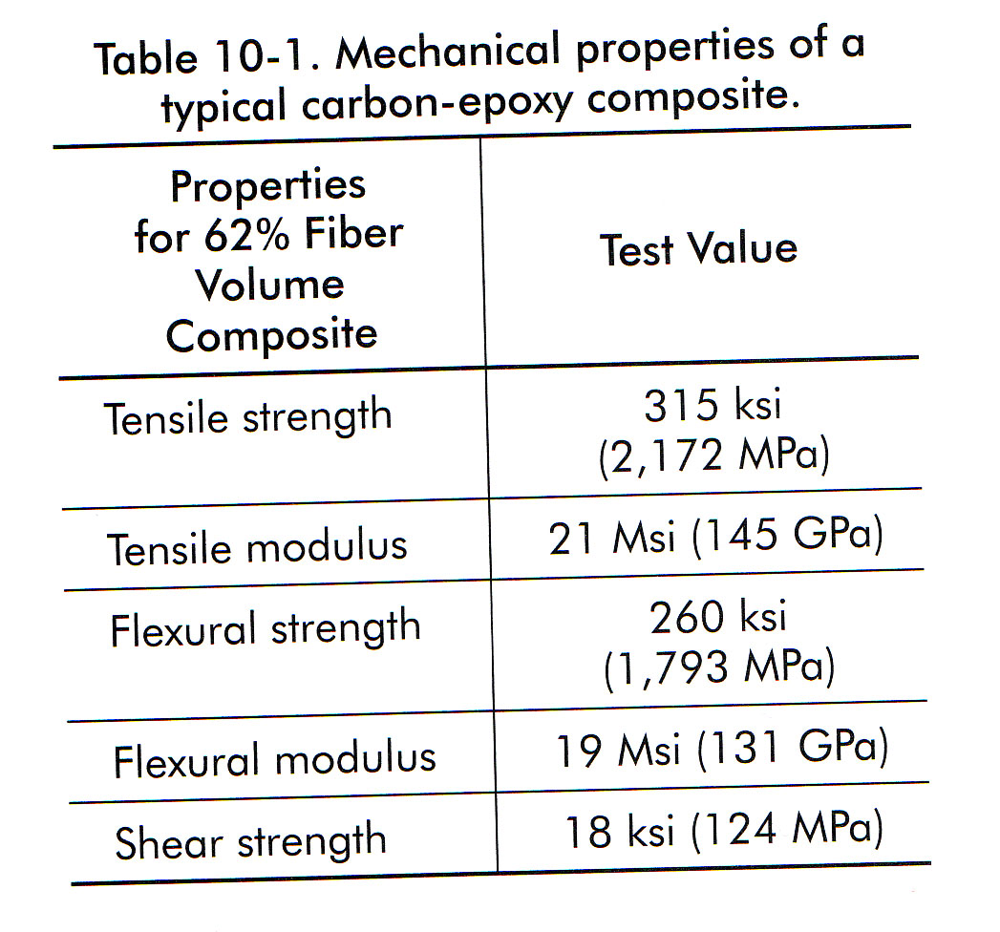 Table 10-1. Mechanical properties of a
typical carbon-epoxy composite.
Properties
for 62% Fiber
Volume
Composite
Test Value
Tensile strength
315 ksi
(2,172 MPa)
Tensile modulus
21 Msi (145 GPa)
Flexural strength
260 ksi
(1,793 MPa)
Flexural modulus
19 Msi (131 GPa)
Shear strength
18 ksi (124 MPa)